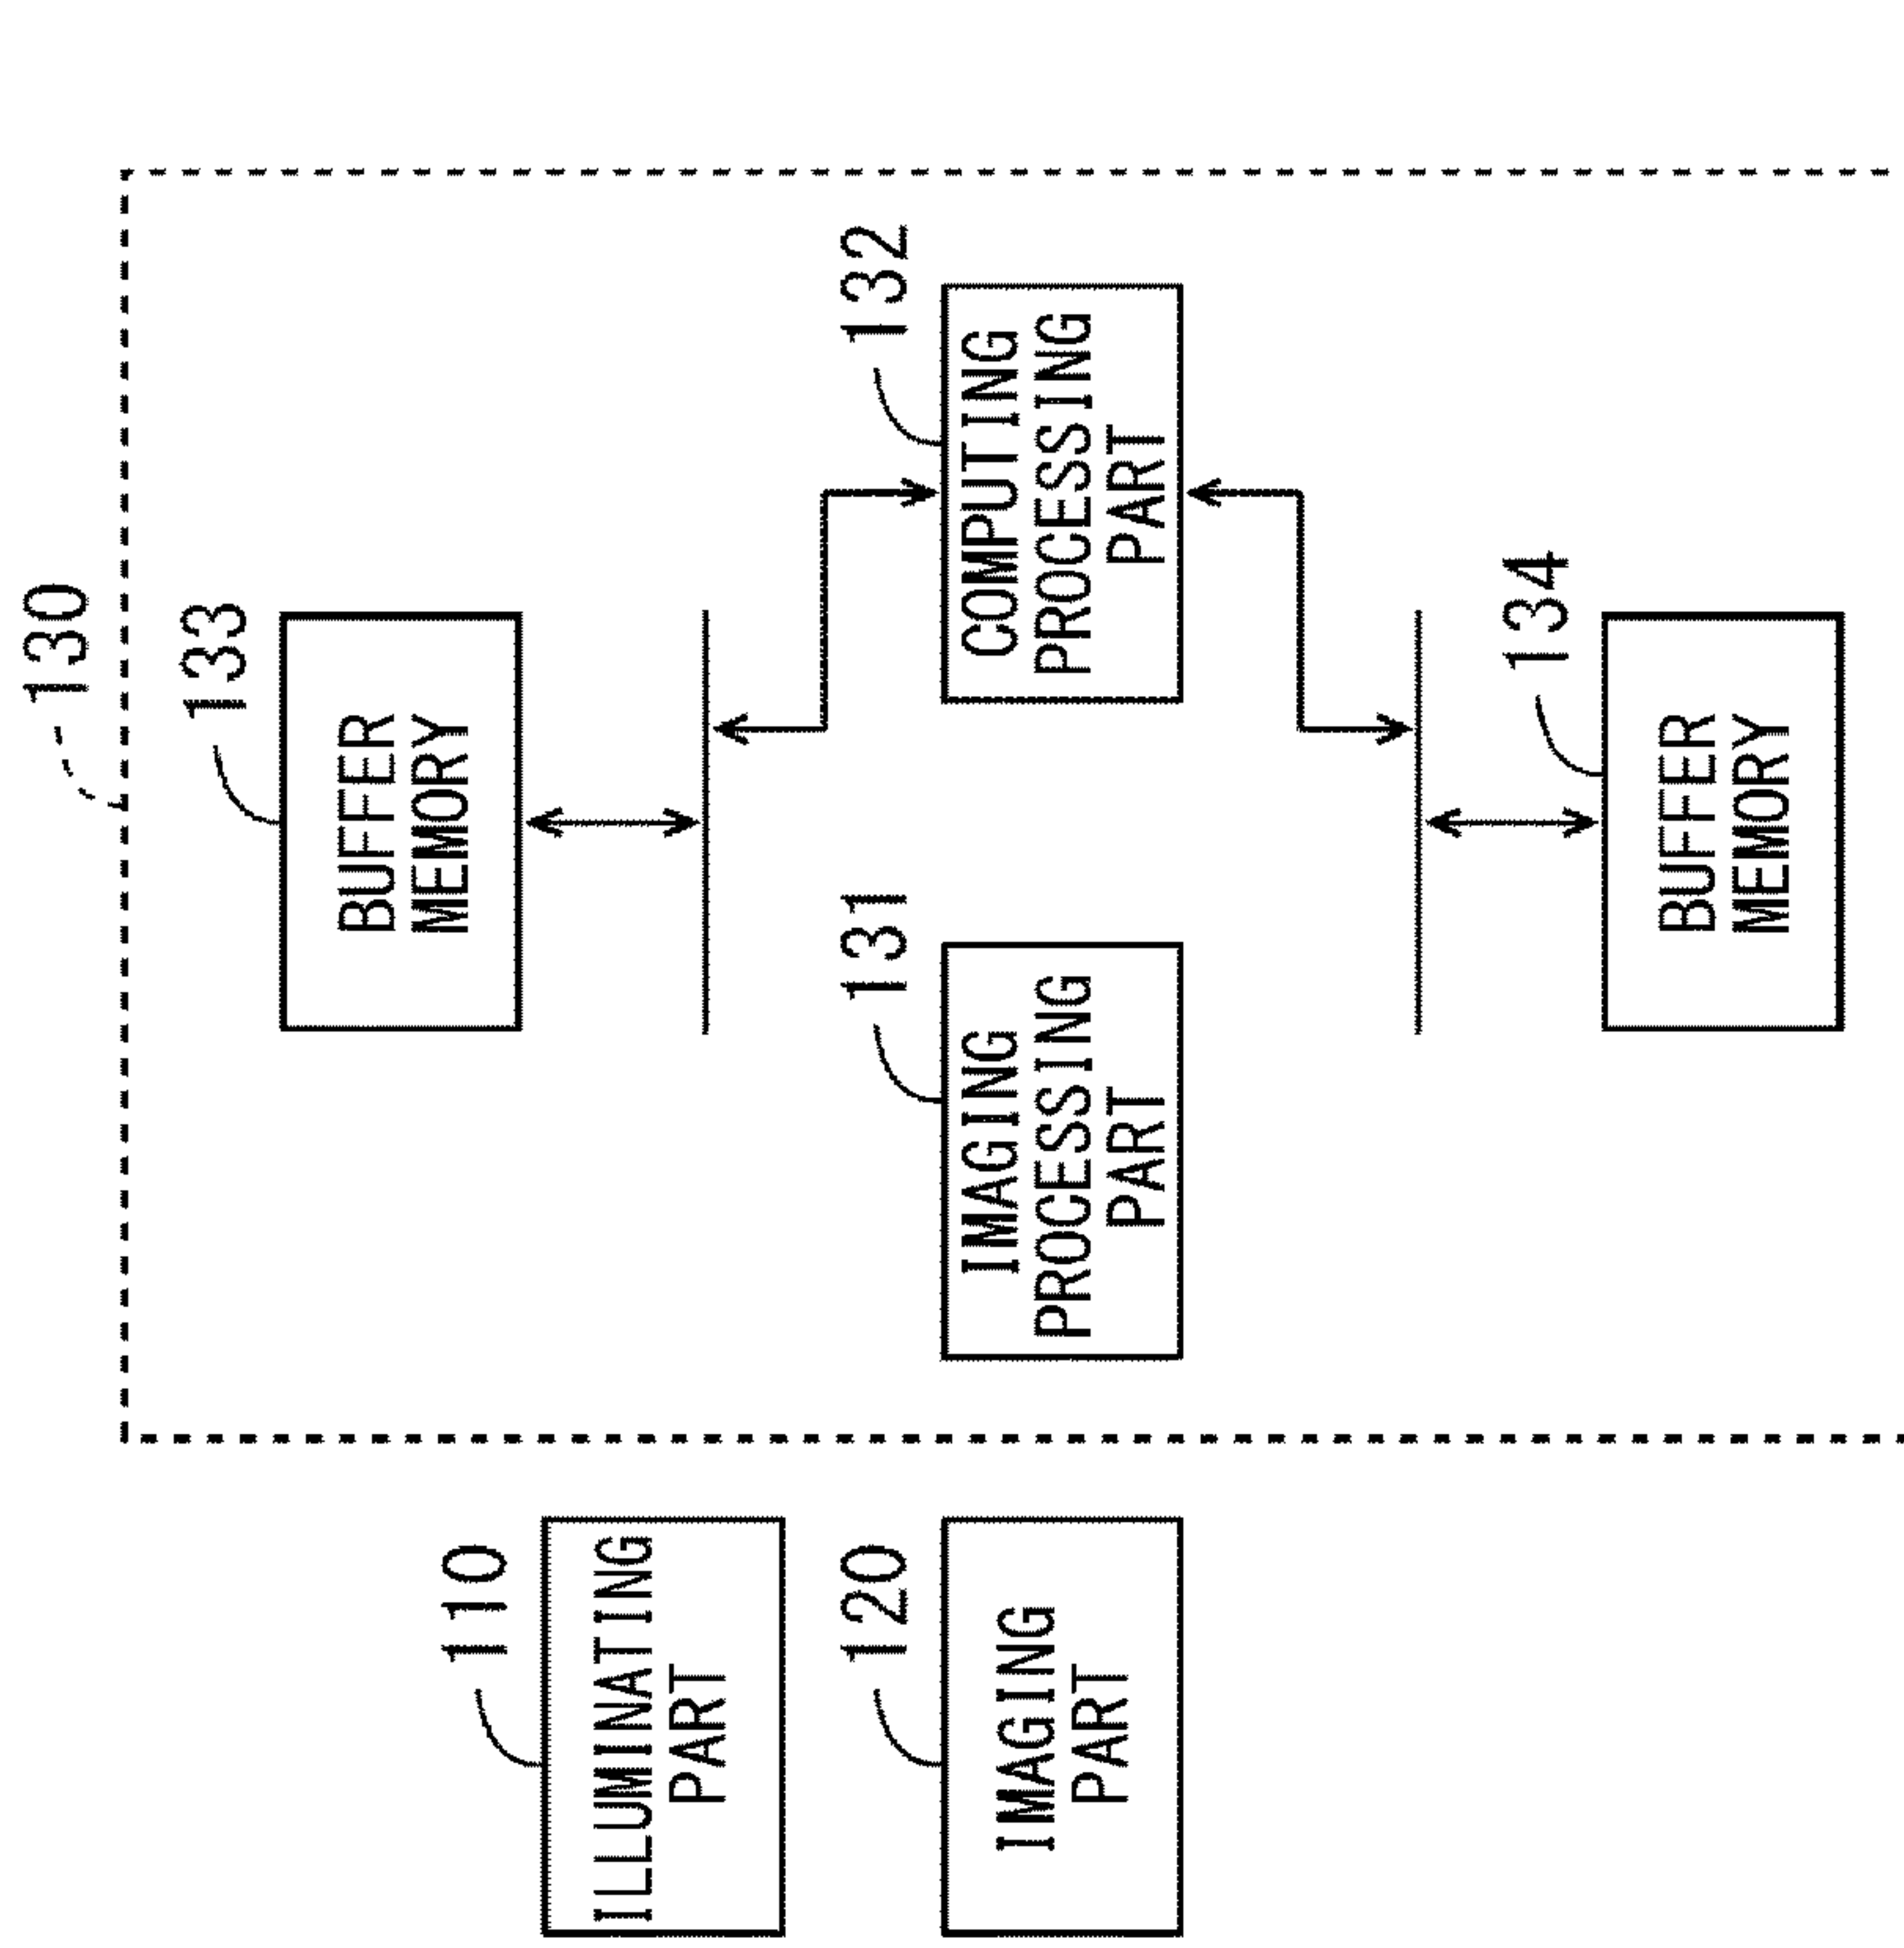 130
133
BUFFER
MEMORY
132
COMPUTING
PROCESSING
PART
131
IMAGING
PROCESSING
PART
134
BUFFER
MEMORY
110
ILLUMINATING
PART
120
IMAGING
PART